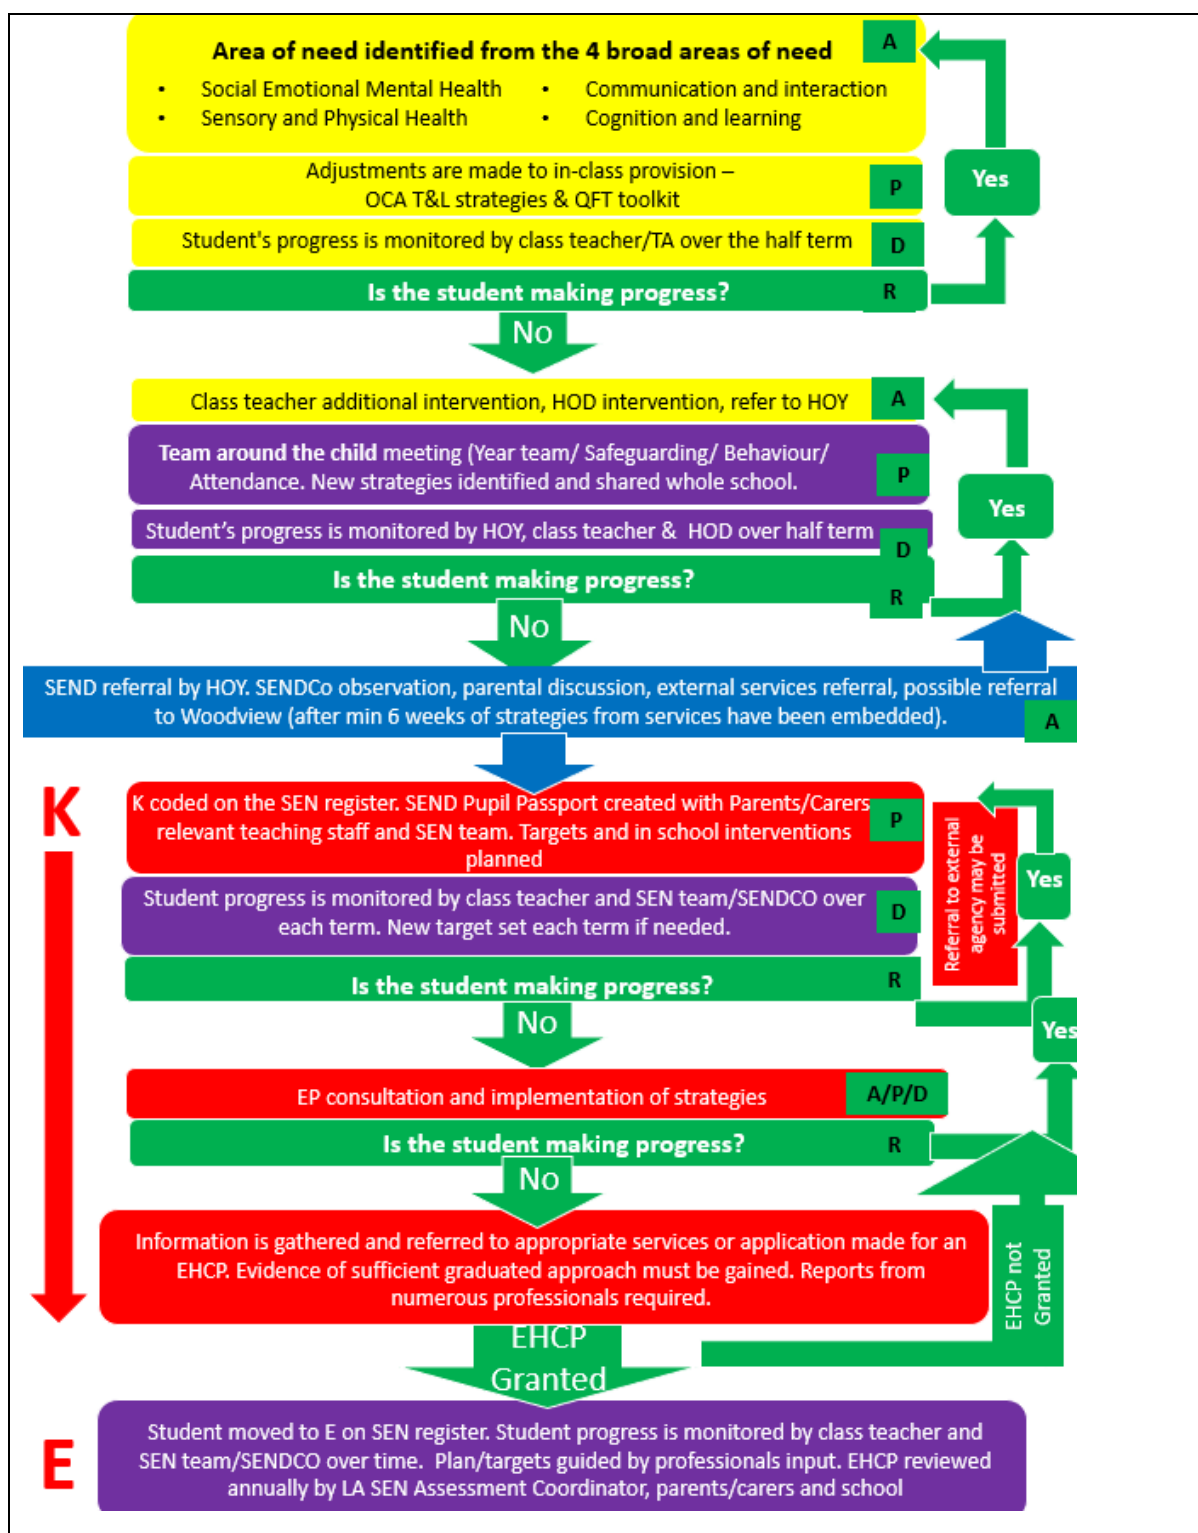 Area of need identified from the 4 broad areas of need
A
• Social Emotional Mental Health
• Communication and interaction
• Sensory and Physical Health
• Cognition and learning
Adjustments are made to in-class provision –
OCA T&L strategies & QFT toolkit
P
Yes
Student's progress is monitored by class teacher/TA over the half term
D
Is the student making progress?
R
No
Class teacher additional intervention, HOD intervention, refer to HOY
A
Team around the child meeting (Year team/ Safeguarding/ Behaviour/
Attendance. New strategies identified and shared whole school.
P
Yes
Student's progress is monitored by HOY, class teacher & HOD over half term
D
Is the student making progress?
R
No
SEND referral by HOY. SENDCo observation, parental discussion, external services referral, possible referral
to Woodview (after min 6 weeks of strategies from services have been embedded).
A
K
K coded on the SEN register. SEND Pupil Passport created with Parents/Carers
relevant teaching staff and SEN team. Targets and in school interventions
planned
P
Referral to external
agency may be
submitted
Yes
Student progress is monitored by class teacher and SEN team/SENDCO over
each term. New target set each term if needed.
D
Is the student making progress?
R
No
Yes
EP consultation and implementation of strategies
A/P/D
Is the student making progress?
R
No
Information is gathered and referred to appropriate services or application made for an
EHCP. Evidence of sufficient graduated approach must be gained. Reports from
numerous professionals required.
EHCP not
Granted
EHCP
Granted
E
Student moved to E on SEN register. Student progress is monitored by class teacher and
SEN team/SENDCO over time. Plan/targets guided by professionals input. EHCP reviewed
annually by LA SEN Assessment Coordinator, parents/carers and school